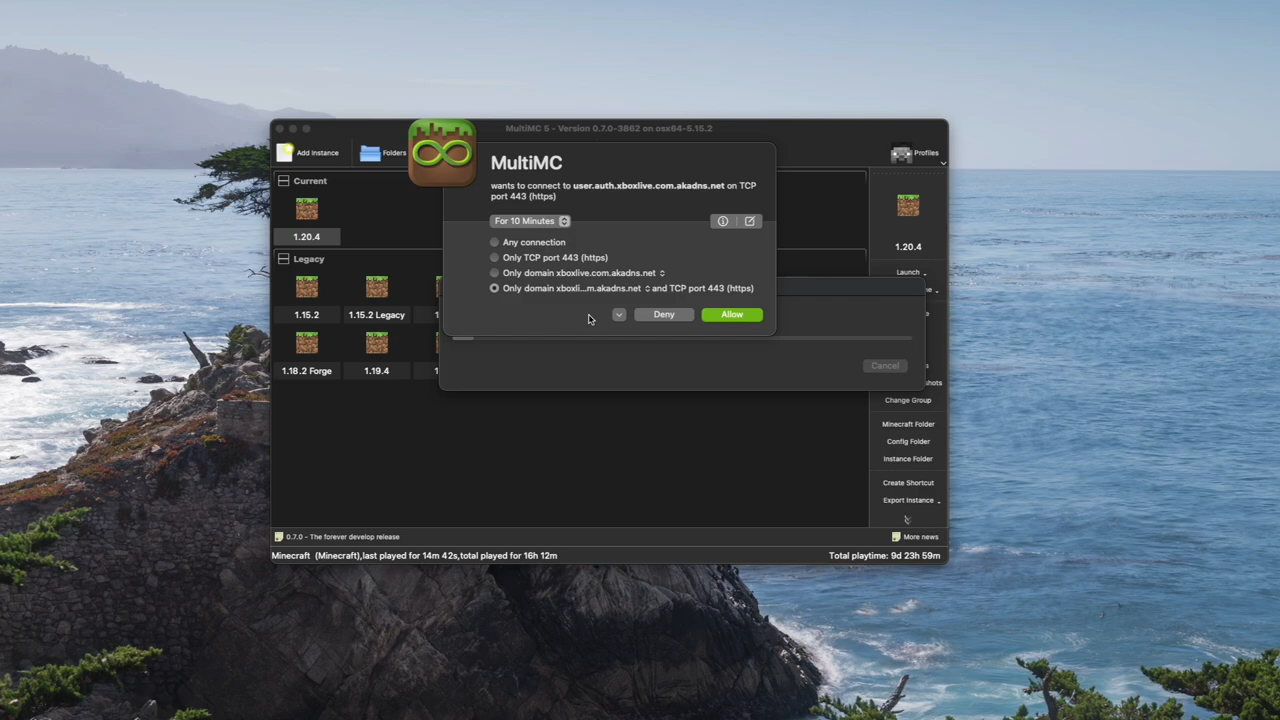 MultiMC 5 - Version 0.7.0-3862 on osx64-5.15.2
Add Instance
Folders
Profiles
MultiMC
wants to connect to user.auth.xboxlive.com.akadns.net on TCP
port 443 (https)
For 10 Minutes
Any connection
Only TCP port 443 (https)
Only domain xboxlive.com.akadns.net
Only domain xboxli...m.akadns.net and TCP port 443 (https)
Deny
Allow
Cancel
Current
1.20.4
Legacy
1.15.2
1.15.2 Legacy
1.18.2 Forge
1.19.4
1.20.4
Launch
Change Group
Minecraft Folder
Config Folder
Instance Folder
Create Shortcut
Export Instance
0.7.0 - The forever develop release
More news
Minecraft (Minecraft),last played for 14m 42s,total played for 16h 12m
Total playtime: 9d 23h 59m